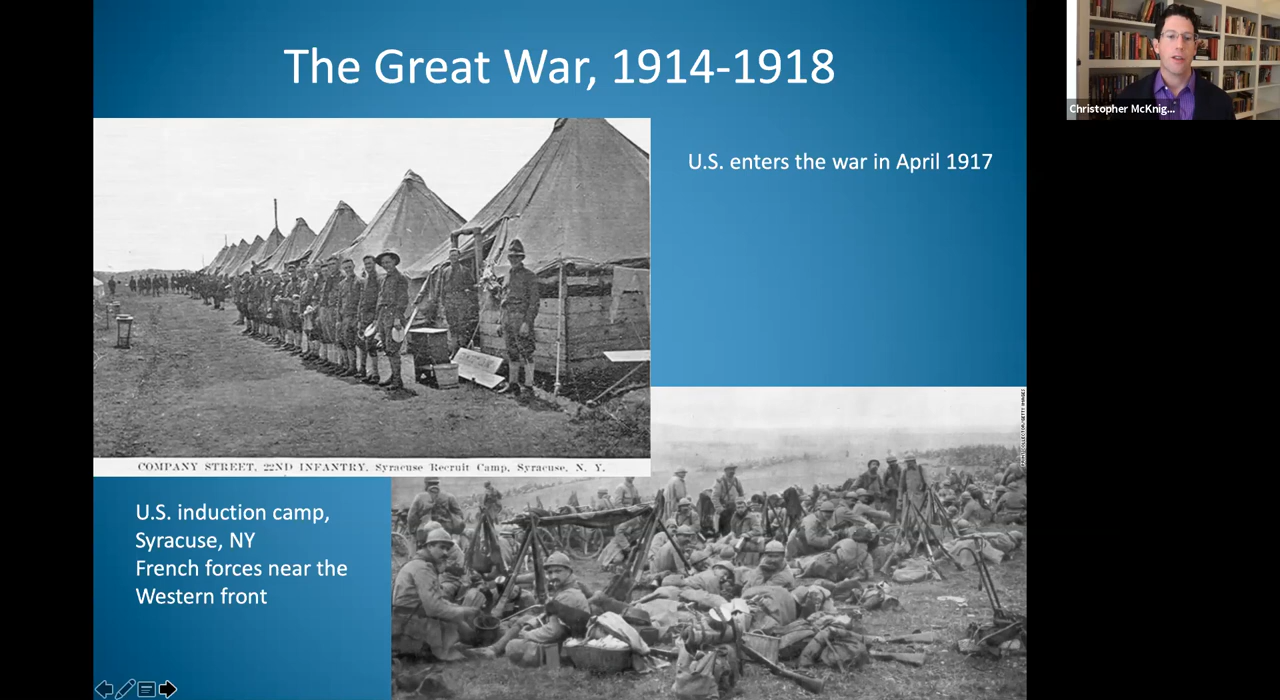 The Great War, 1914-1918
Christopher McKnig...
U.S. enters the war in April 1917
COMPANY STREET, 22ND INFANTRY, Syracuse Recruit Camp, Syracuse, N. Y.
U.S. induction camp,
Syracuse, NY
French forces near the
Western front